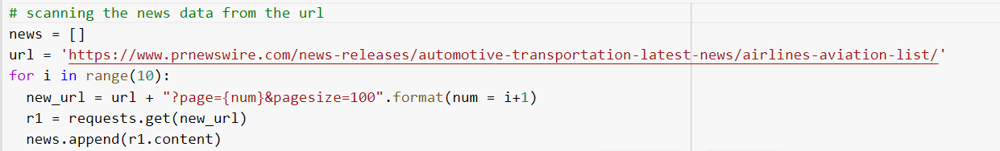 # scanning the news data from the url
news = []
url = 'https://www.prnewswire.com/news-releases/automotive-transportation-latest-news/airlines-aviation-list/'
for i in range(10):
  new_url = url + "?page={num}&pagesize=100".format(num = i+1)
  r1 = requests.get(new_url)
  news.append(r1.content)